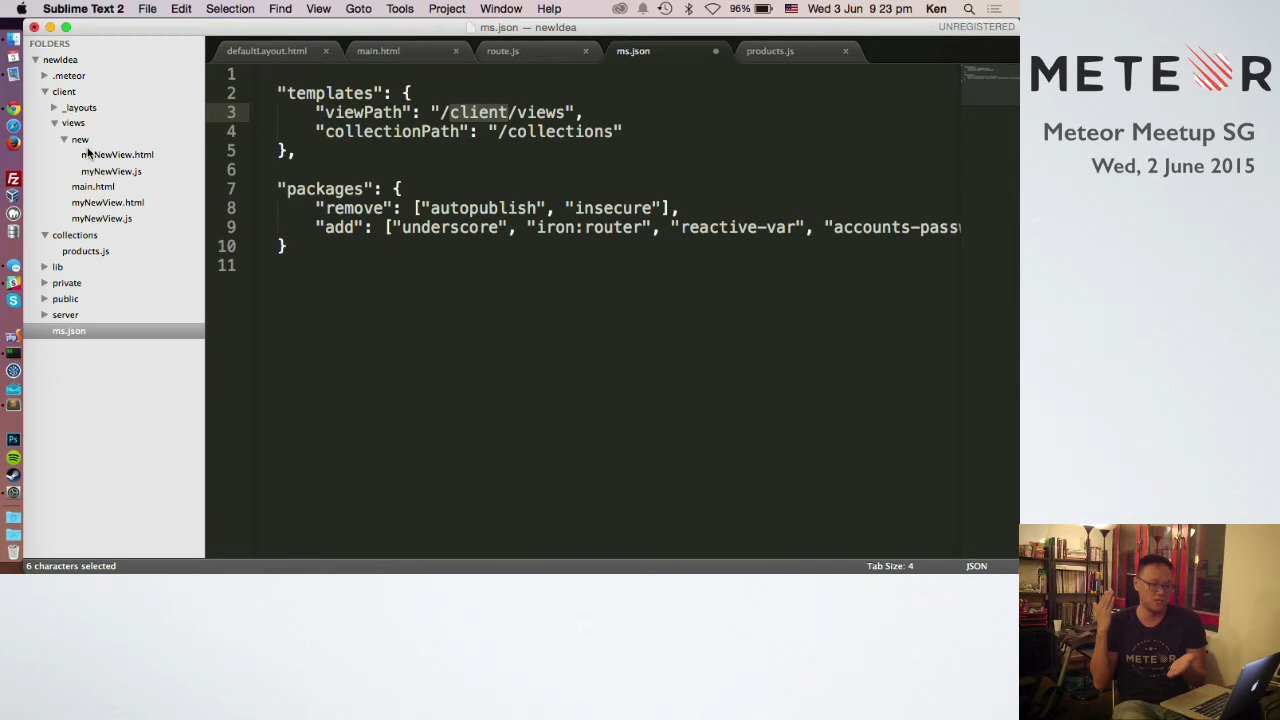 Sublime Text 2 File Edit Selection Find View Goto Tools Project Window Help 96% Wed 3 Jun 9:23 pm Ken
ms.json — newIdea UNREGISTERED
FOLDERS
defaultLayout.html × main.html × route.js × ms.json products.js ×
newIdea
.meteor
client
_layouts
views
new
myNewView.html
myNewView.js
main.html
myNewView.html
myNewView.js
collections
products.js
lib
private
public
server
ms.json
1
2 "templates": {
3 "viewPath": "/client/views",
4 "collectionPath": "/collections"
5 },
6
7 "packages": {
8 "remove": ["autopublish", "insecure"],
9 "add": ["underscore", "iron:router", "reactive-var", "accounts-pass
10 }
11
6 characters selected Tab Size: 4 JSON
METEOR
Meteor Meetup SG
Wed, 2 June 2015
METEOR